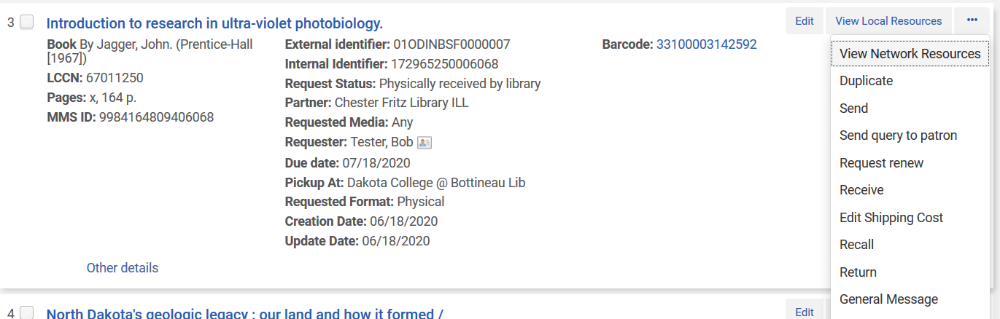 3 Introduction to research in ultra-violet photobiology. Edit View Local Resources •••
Book By Jagger, John. (Prentice-Hall
[1967])
LCCN: 67011250
Pages: x, 164 p.
MMS ID: 9984164809406068
External identifier: 01ODINBSF0000007
Internal Identifier: 172965250006068
Request Status: Physically received by library
Partner: Chester Fritz Library ILL
Requested Media: Any
Requester: Tester, Bob
Due date: 07/18/2020
Pickup At: Dakota College @ Bottineau Lib
Requested Format: Physical
Creation Date: 06/18/2020
Update Date: 06/18/2020
Barcode: 33100003142592
View Network Resources
Duplicate
Send
Send query to patron
Request renew
Receive
Edit Shipping Cost
Recall
Return
General Message
Other details
4 North Dakota's geologic legacy : our land and how it formed / Edit